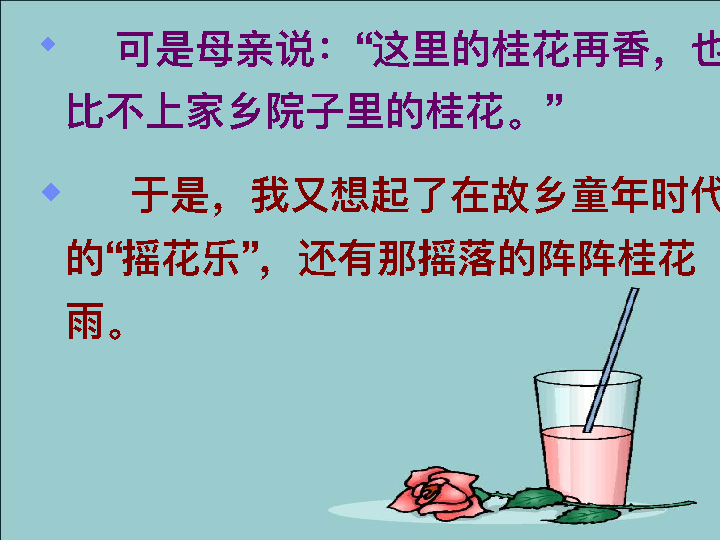 可是母亲说：“这里的桂花再香，也
比不上家乡院子里的桂花。”
于是，我又想起了在故乡童年时代
的“摇花乐”，还有那摇落的阵阵桂花
雨。